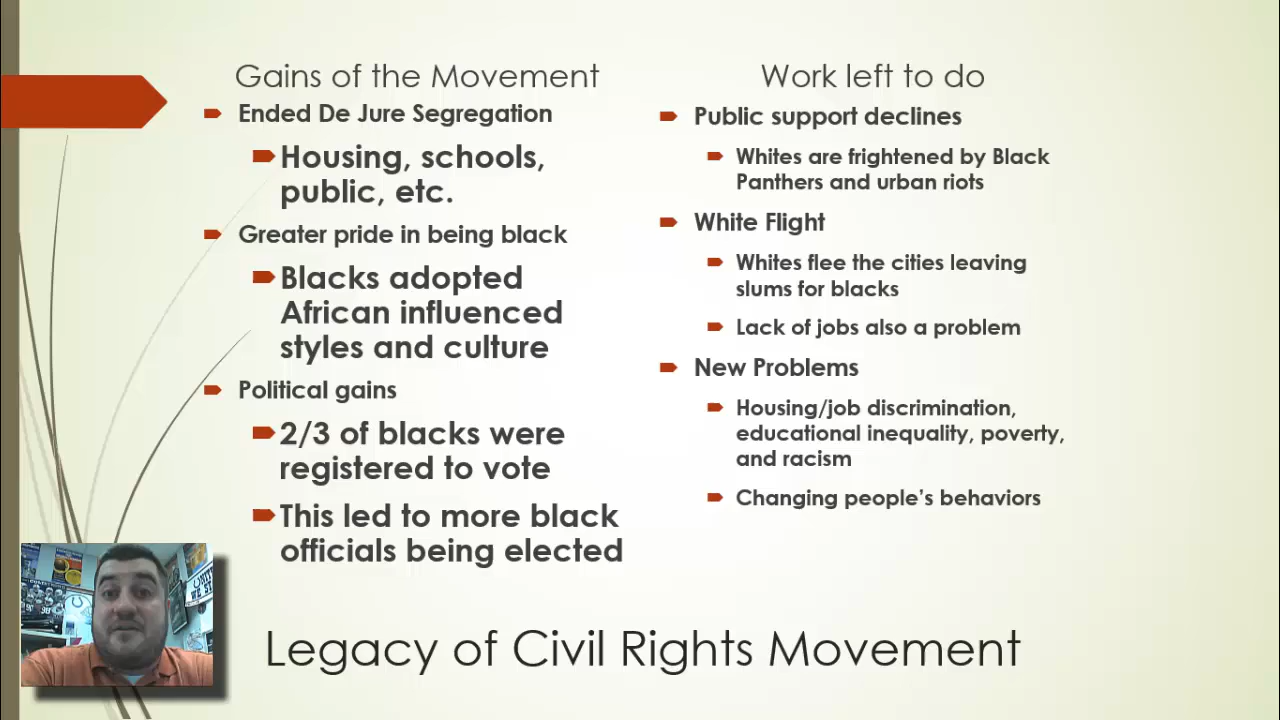 Gains of the Movement
Ended De Jure Segregation
Housing, schools,
public, etc.
Greater pride in being black
Blacks adopted
African influenced
styles and culture
Political gains
2/3 of blacks were
registered to vote
This led to more black
officials being elected
Work left to do
Public support declines
Whites are frightened by Black
Panthers and urban riots
White Flight
Whites flee the cities leaving
slums for blacks
Lack of jobs also a problem
New Problems
Housing/job discrimination,
educational inequality, poverty,
and racism
Changing people's behaviors
Legacy of Civil Rights Movement